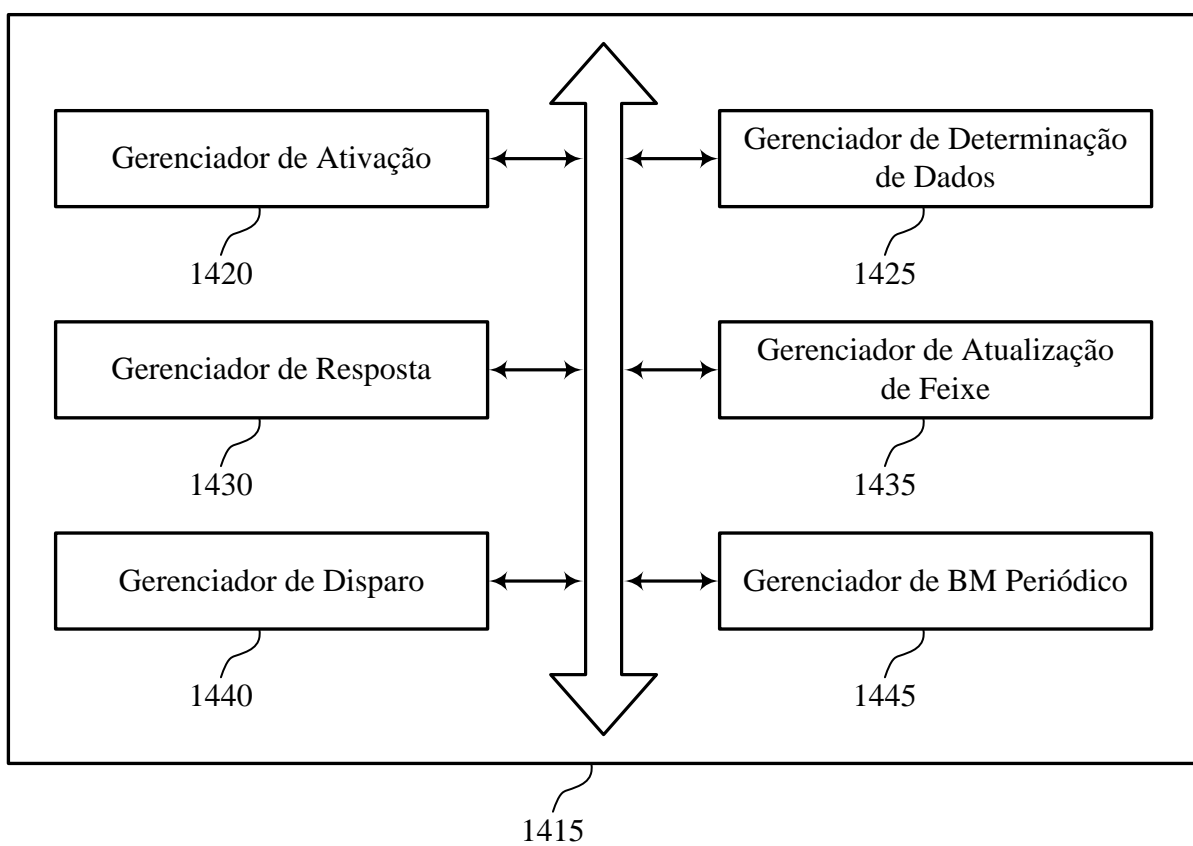 Gerenciador de Ativação
1420
Gerenciador de Determinação
de Dados
1425
Gerenciador de Resposta
1430
Gerenciador de Atualização
de Feixe
1435
Gerenciador de Disparo
1440
Gerenciador de BM Periódico
1445
1415